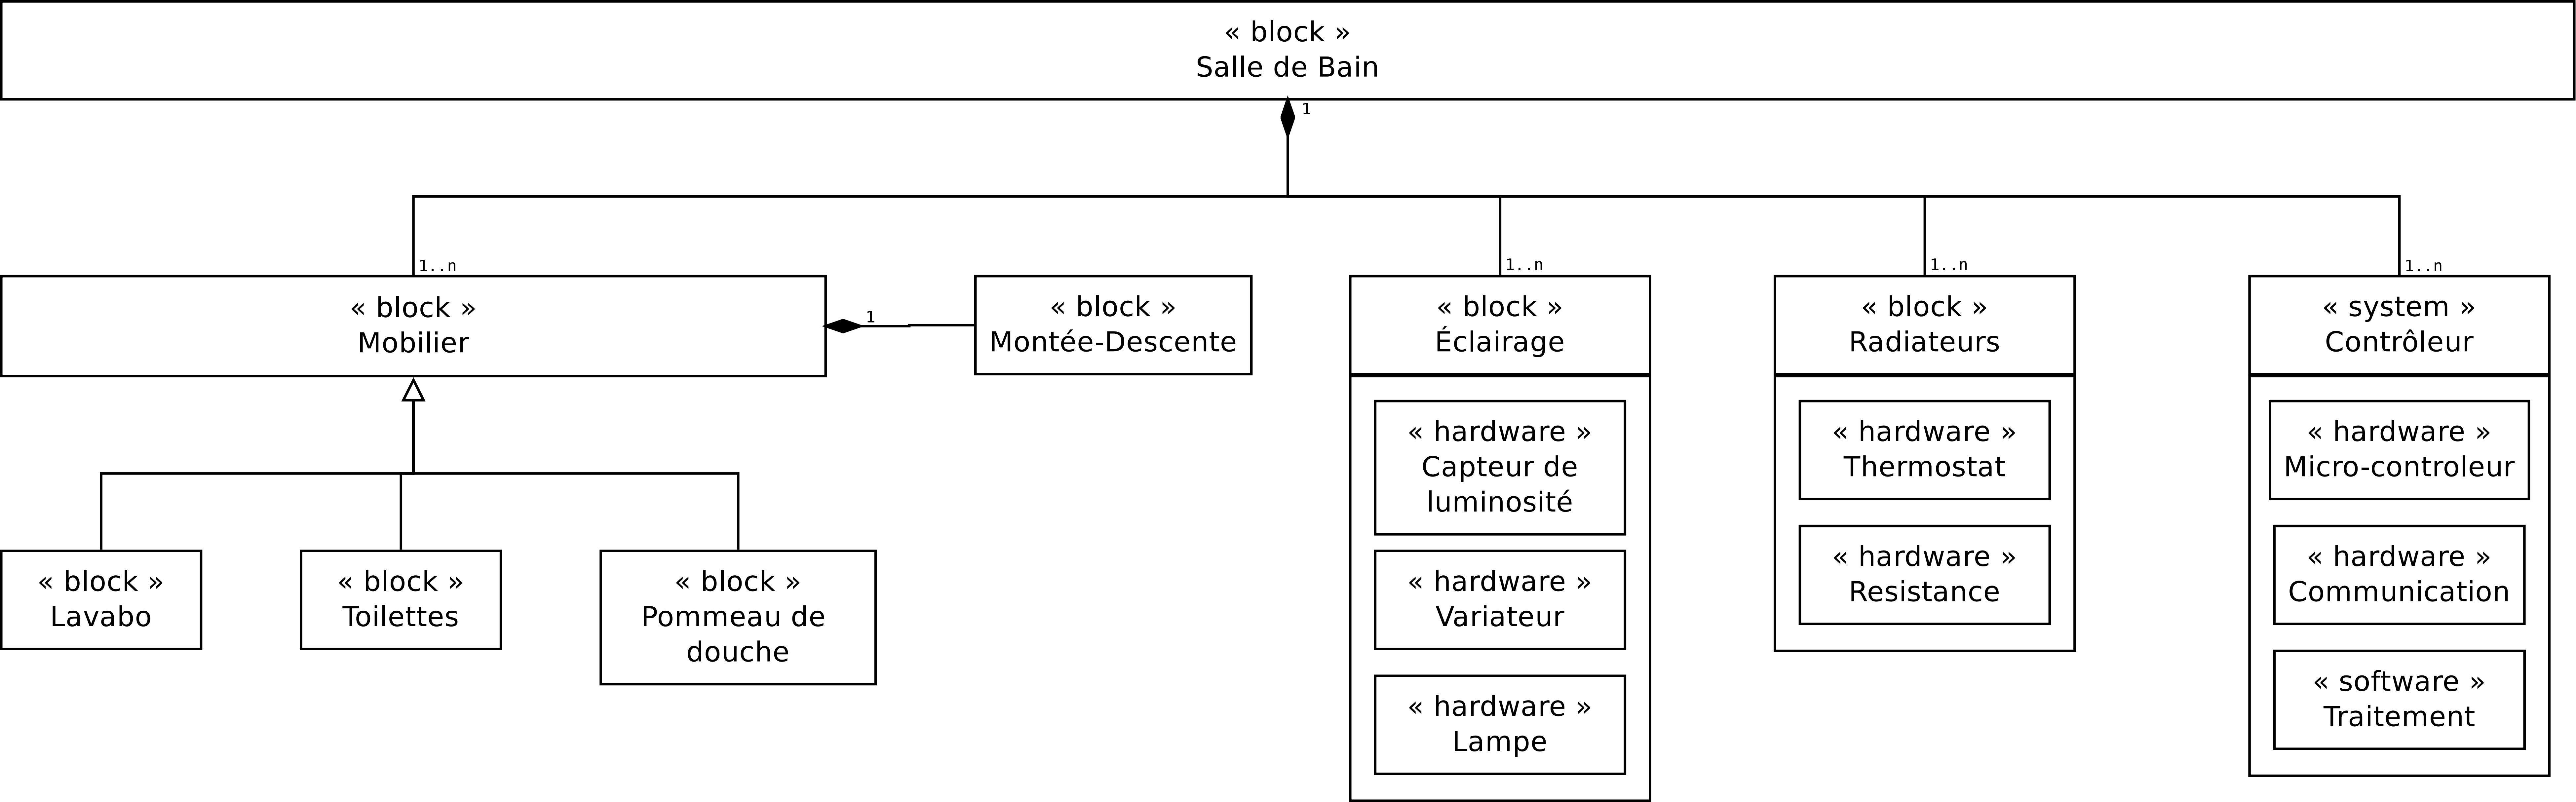 « block »
Salle de Bain
1
1..n
1..n
1..n
1..n
« block »
Mobilier
1
« block »
Montée-Descente
« block »
Éclairage
« block »
Radiateurs
« system »
Contrôleur
« hardware »
Capteur de
luminosité
« hardware »
Variateur
« hardware »
Lampe
« hardware »
Thermostat
« hardware »
Resistance
« hardware »
Micro-controleur
« hardware »
Communication
« software »
Traitement
« block »
Lavabo
« block »
Toilettes
« block »
Pommeau de
douche